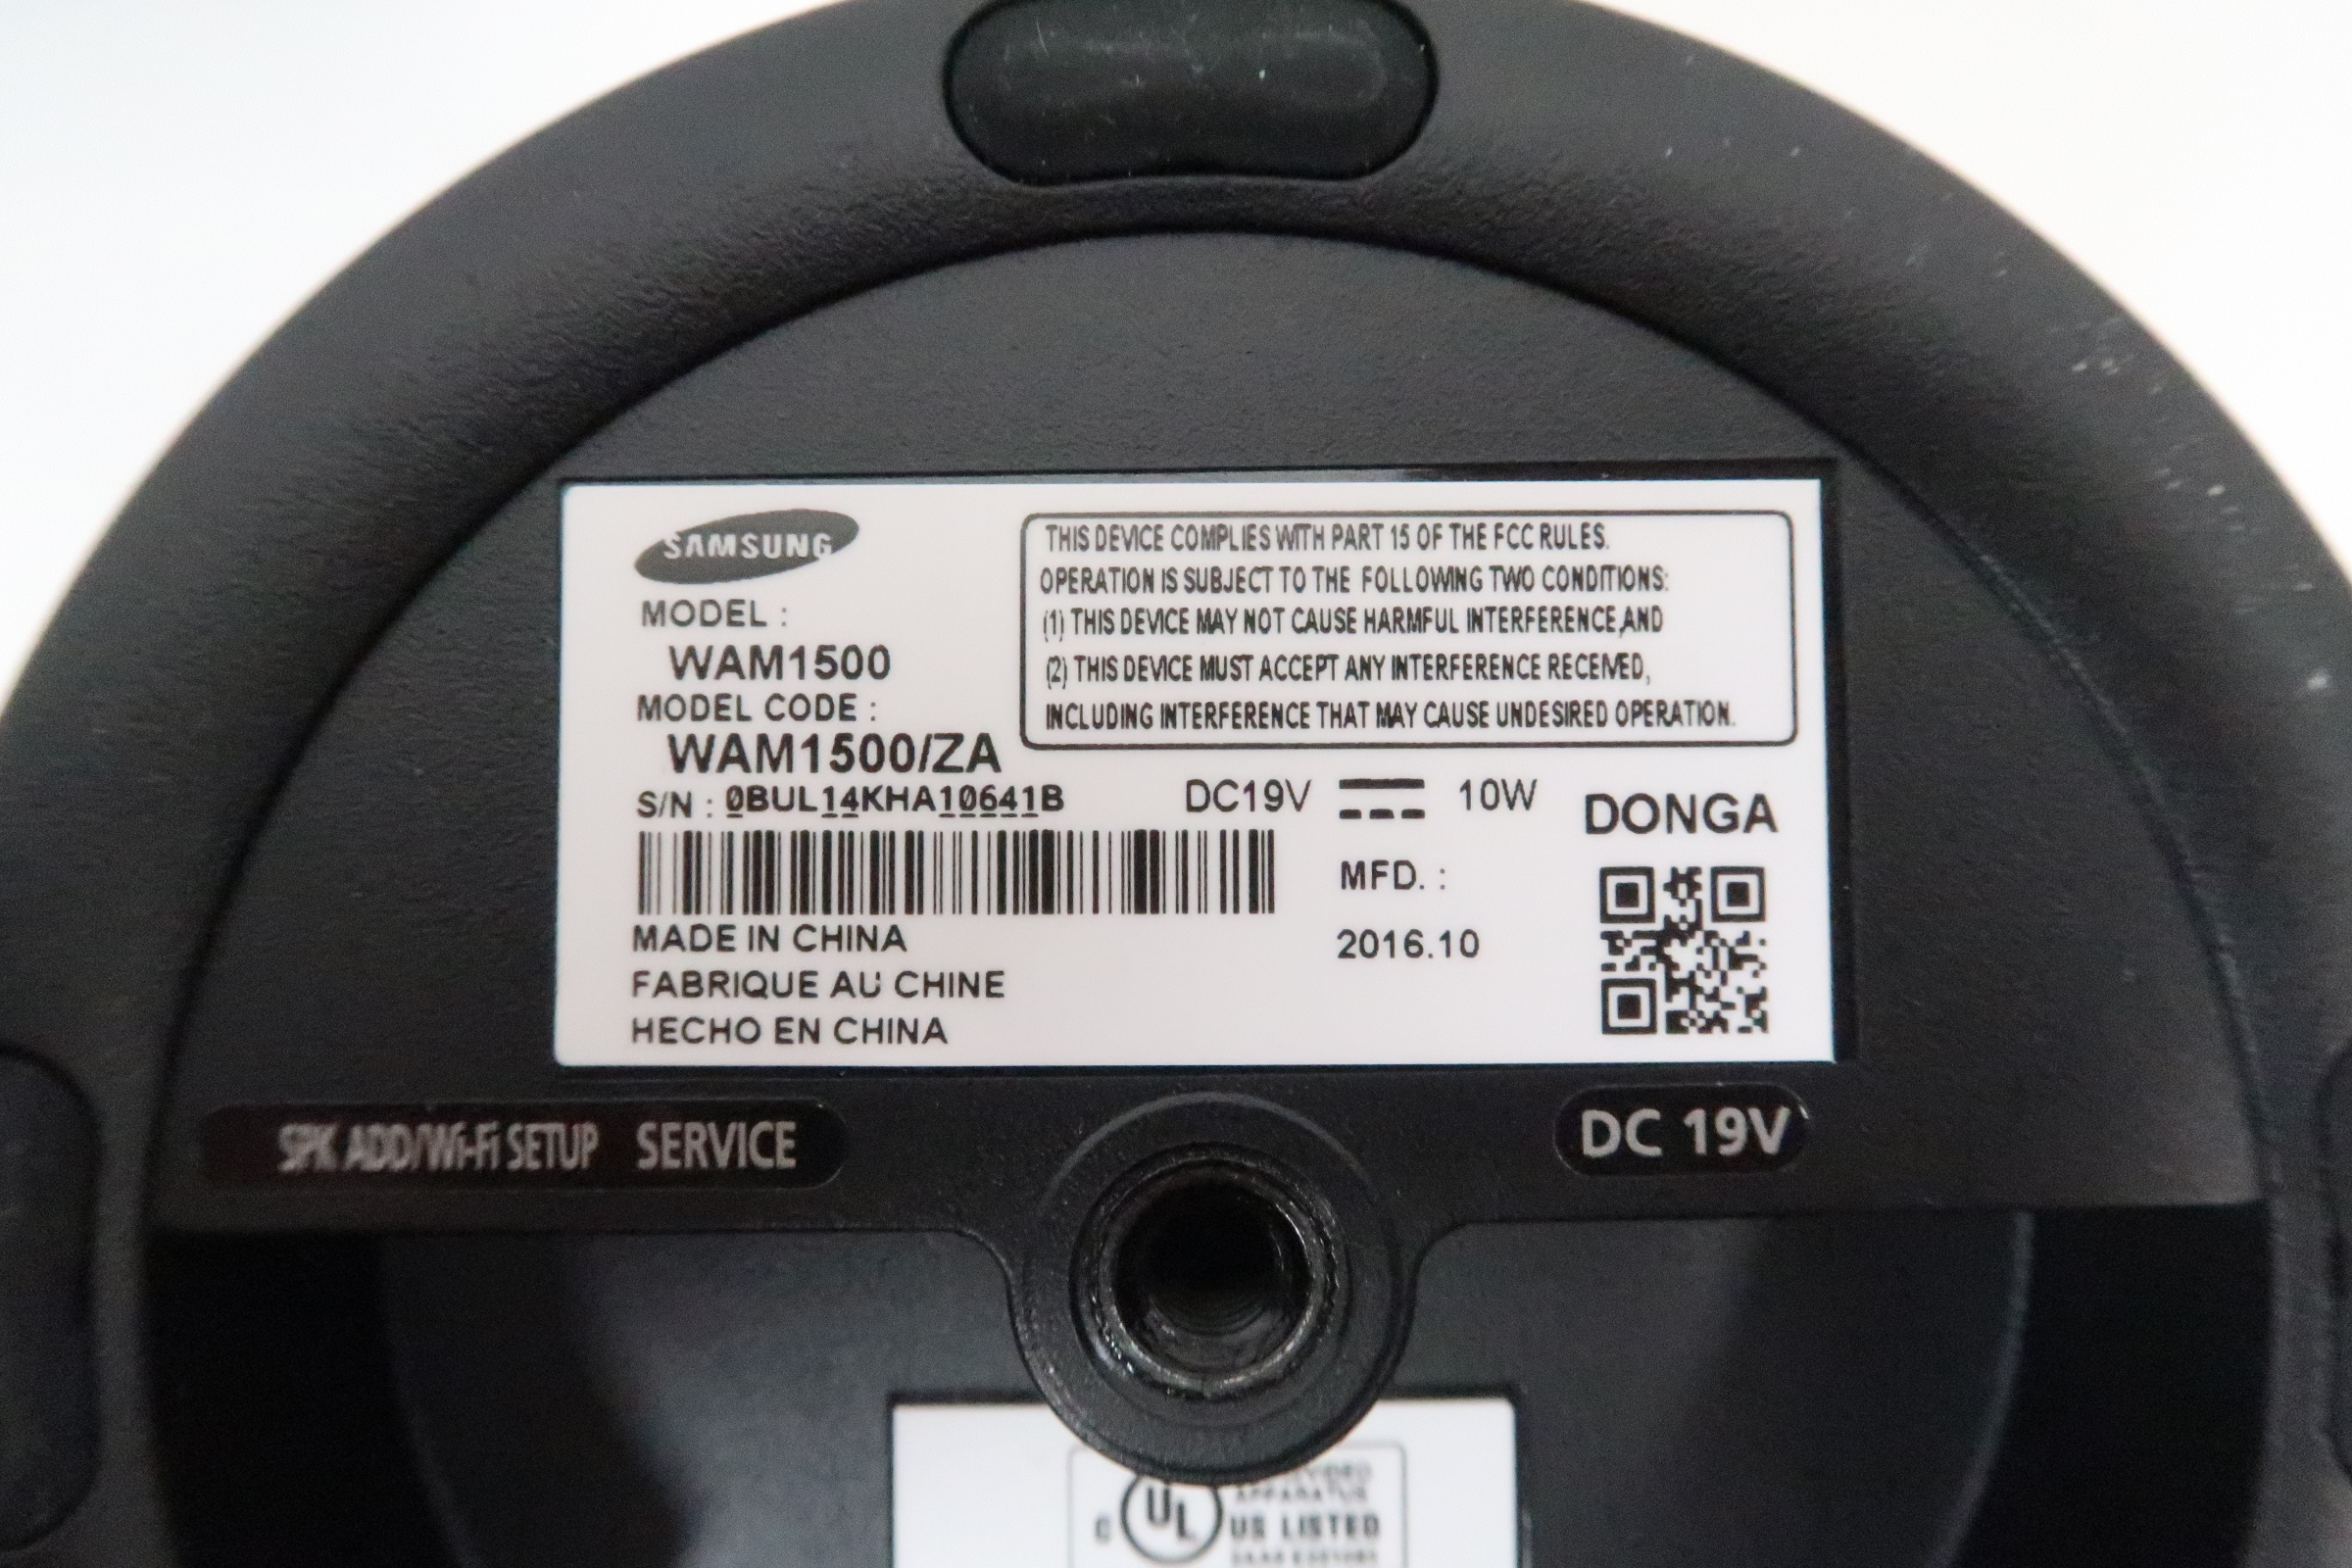 SAMSUNG
MODEL :
WAM1500
MODEL CODE :
WAM1500/ZA
S/N : 0BUL14KHA10641B
THIS DEVICE COMPLIES WITH PART 15 OF THE FCC RULES.
OPERATION IS SUBJECT TO THE FOLLOWING TWO CONDITIONS:
(1) THIS DEVICE MAY NOT CAUSE HARMFUL INTERFERENCE,AND
(2) THIS DEVICE MUST ACCEPT ANY INTERFERENCE RECEIVED,
INCLUDING INTERFERENCE THAT MAY CAUSE UNDESIRED OPERATION.
DC19V 10W
DONGA
MFD. :
2016.10
MADE IN CHINA
FABRIQUE AU CHINE
HECHO EN CHINA
SPK ADD/Wi-Fi SETUP SERVICE
DC 19V
APPARATUS
C UL US LISTED